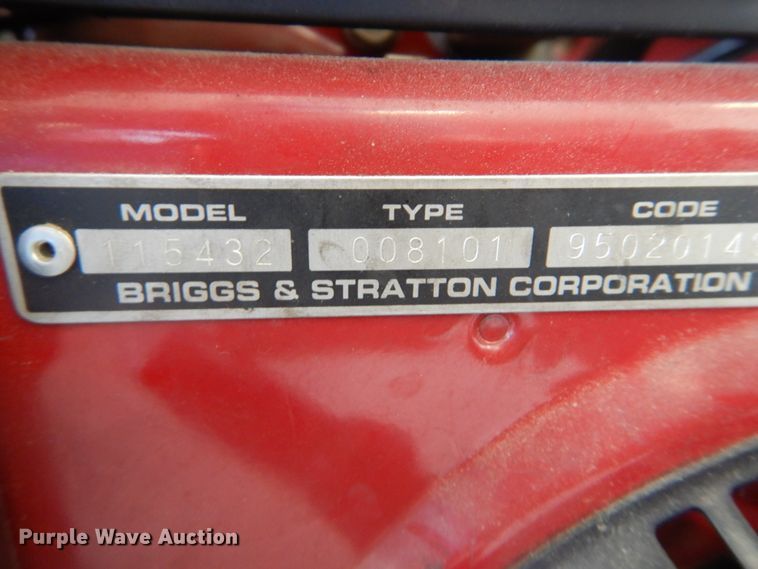 MODEL TYPE CODE
115432 008101 9502014
BRIGGS & STRATTON CORPORATION
Purple Wave Auction